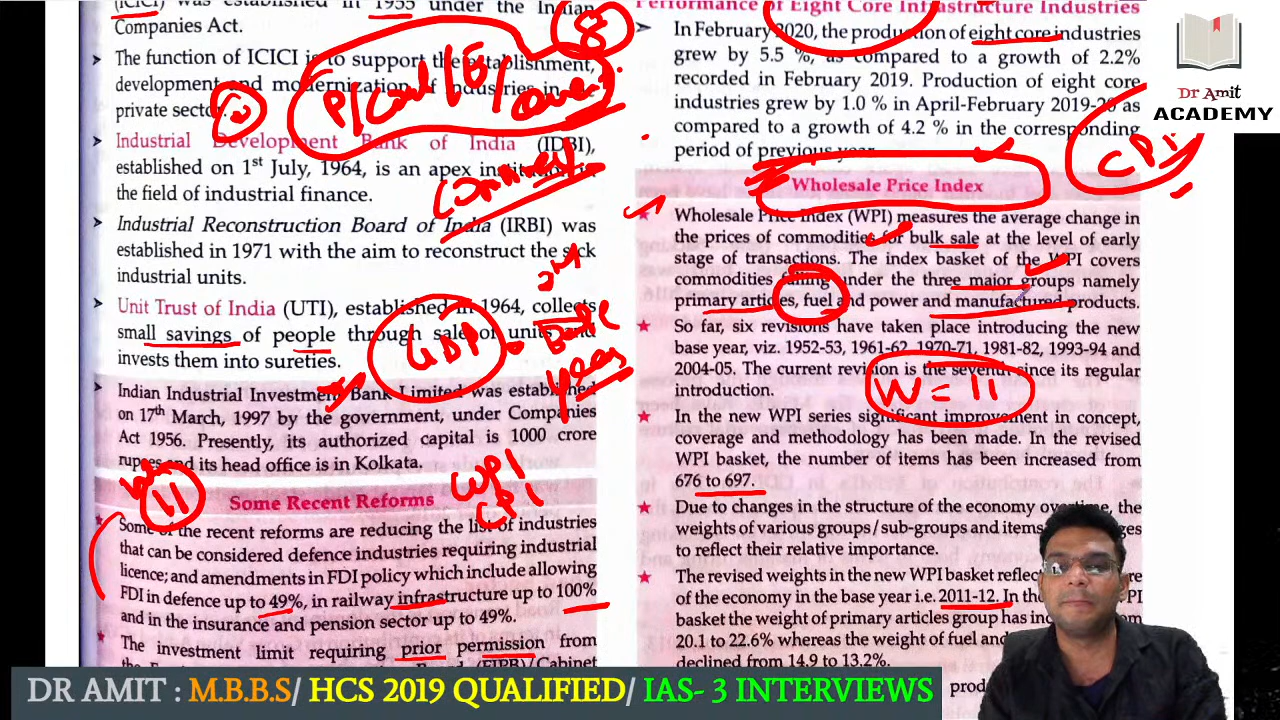 (ICICI) was established in 1955 under the Indian
Companies Act.
The function of ICICI is to support the establishment,
development and modernization of industries in
private sector.
Industrial Development Bank of India (IDBI),
established on 1st July, 1964, is an apex institution in
the field of industrial finance.
Industrial Reconstruction Board of India (IRBI) was
established in 1971 with the aim to reconstruct the sick
industrial units.
Unit Trust of India (UTI), established in 1964, collects
small savings of people through sale of units and
invests them into sureties.
Indian Industrial Investment Bank Limited was established
on 17th March, 1997 by the government, under Companies
Act 1956. Presently, its authorized capital is 1000 crore
rupees and its head office is in Kolkata.
Some Recent Reforms
Some of the recent reforms are reducing the list of industries
that can be considered defence industries requiring industrial
licence; and amendments in FDI policy which include allowing
FDI in defence up to 49%, in railway infrastructure up to 100%
and in the insurance and pension sector up to 49%.
The investment limit requiring prior permission from
(FIPB)/Cabinet
Performance of Eight Core Infrastructure Industries
In February 2020, the production of eight core industries
grew by 5.5 %, as compared to a growth of 2.2%
recorded in February 2019. Production of eight core
industries grew by 1.0 % in April-February 2019-20 as
compared to a growth of 4.2 % in the corresponding
period of previous year.
Wholesale Price Index
Wholesale Price Index (WPI) measures the average change in
the prices of commodities for bulk sale at the level of early
stage of transactions. The index basket of the WPI covers
commodities falling under the three major groups namely
primary articles, fuel and power and manufactured products.
So far, six revisions have taken place introducing the new
base year, viz. 1952-53, 1961-62, 1970-71, 1981-82, 1993-94 and
2004-05. The current revision is the seventh since its regular
introduction.
In the new WPI series significant improvement in concept,
coverage and methodology has been made. In the revised
WPI basket, the number of items has been increased from
676 to 697.
Due to changes in the structure of the economy overtime, the
weights of various groups/sub-groups and items
to reflect their relative importance.
The revised weights in the new WPI basket reflec
of the economy in the base year i.e. 2011-12. In th
basket the weight of primary articles group has in
20.1 to 22.6% whereas the weight of fuel and
declined from 14.9 to 13.2%.
prod
8
GDP
Base
year
WPI
CPI
11
W = 11
CPI
Dr Amit
ACADEMY
DR AMIT : M.B.B.S/ HCS 2019 QUALIFIED/ IAS- 3 INTERVIEWS